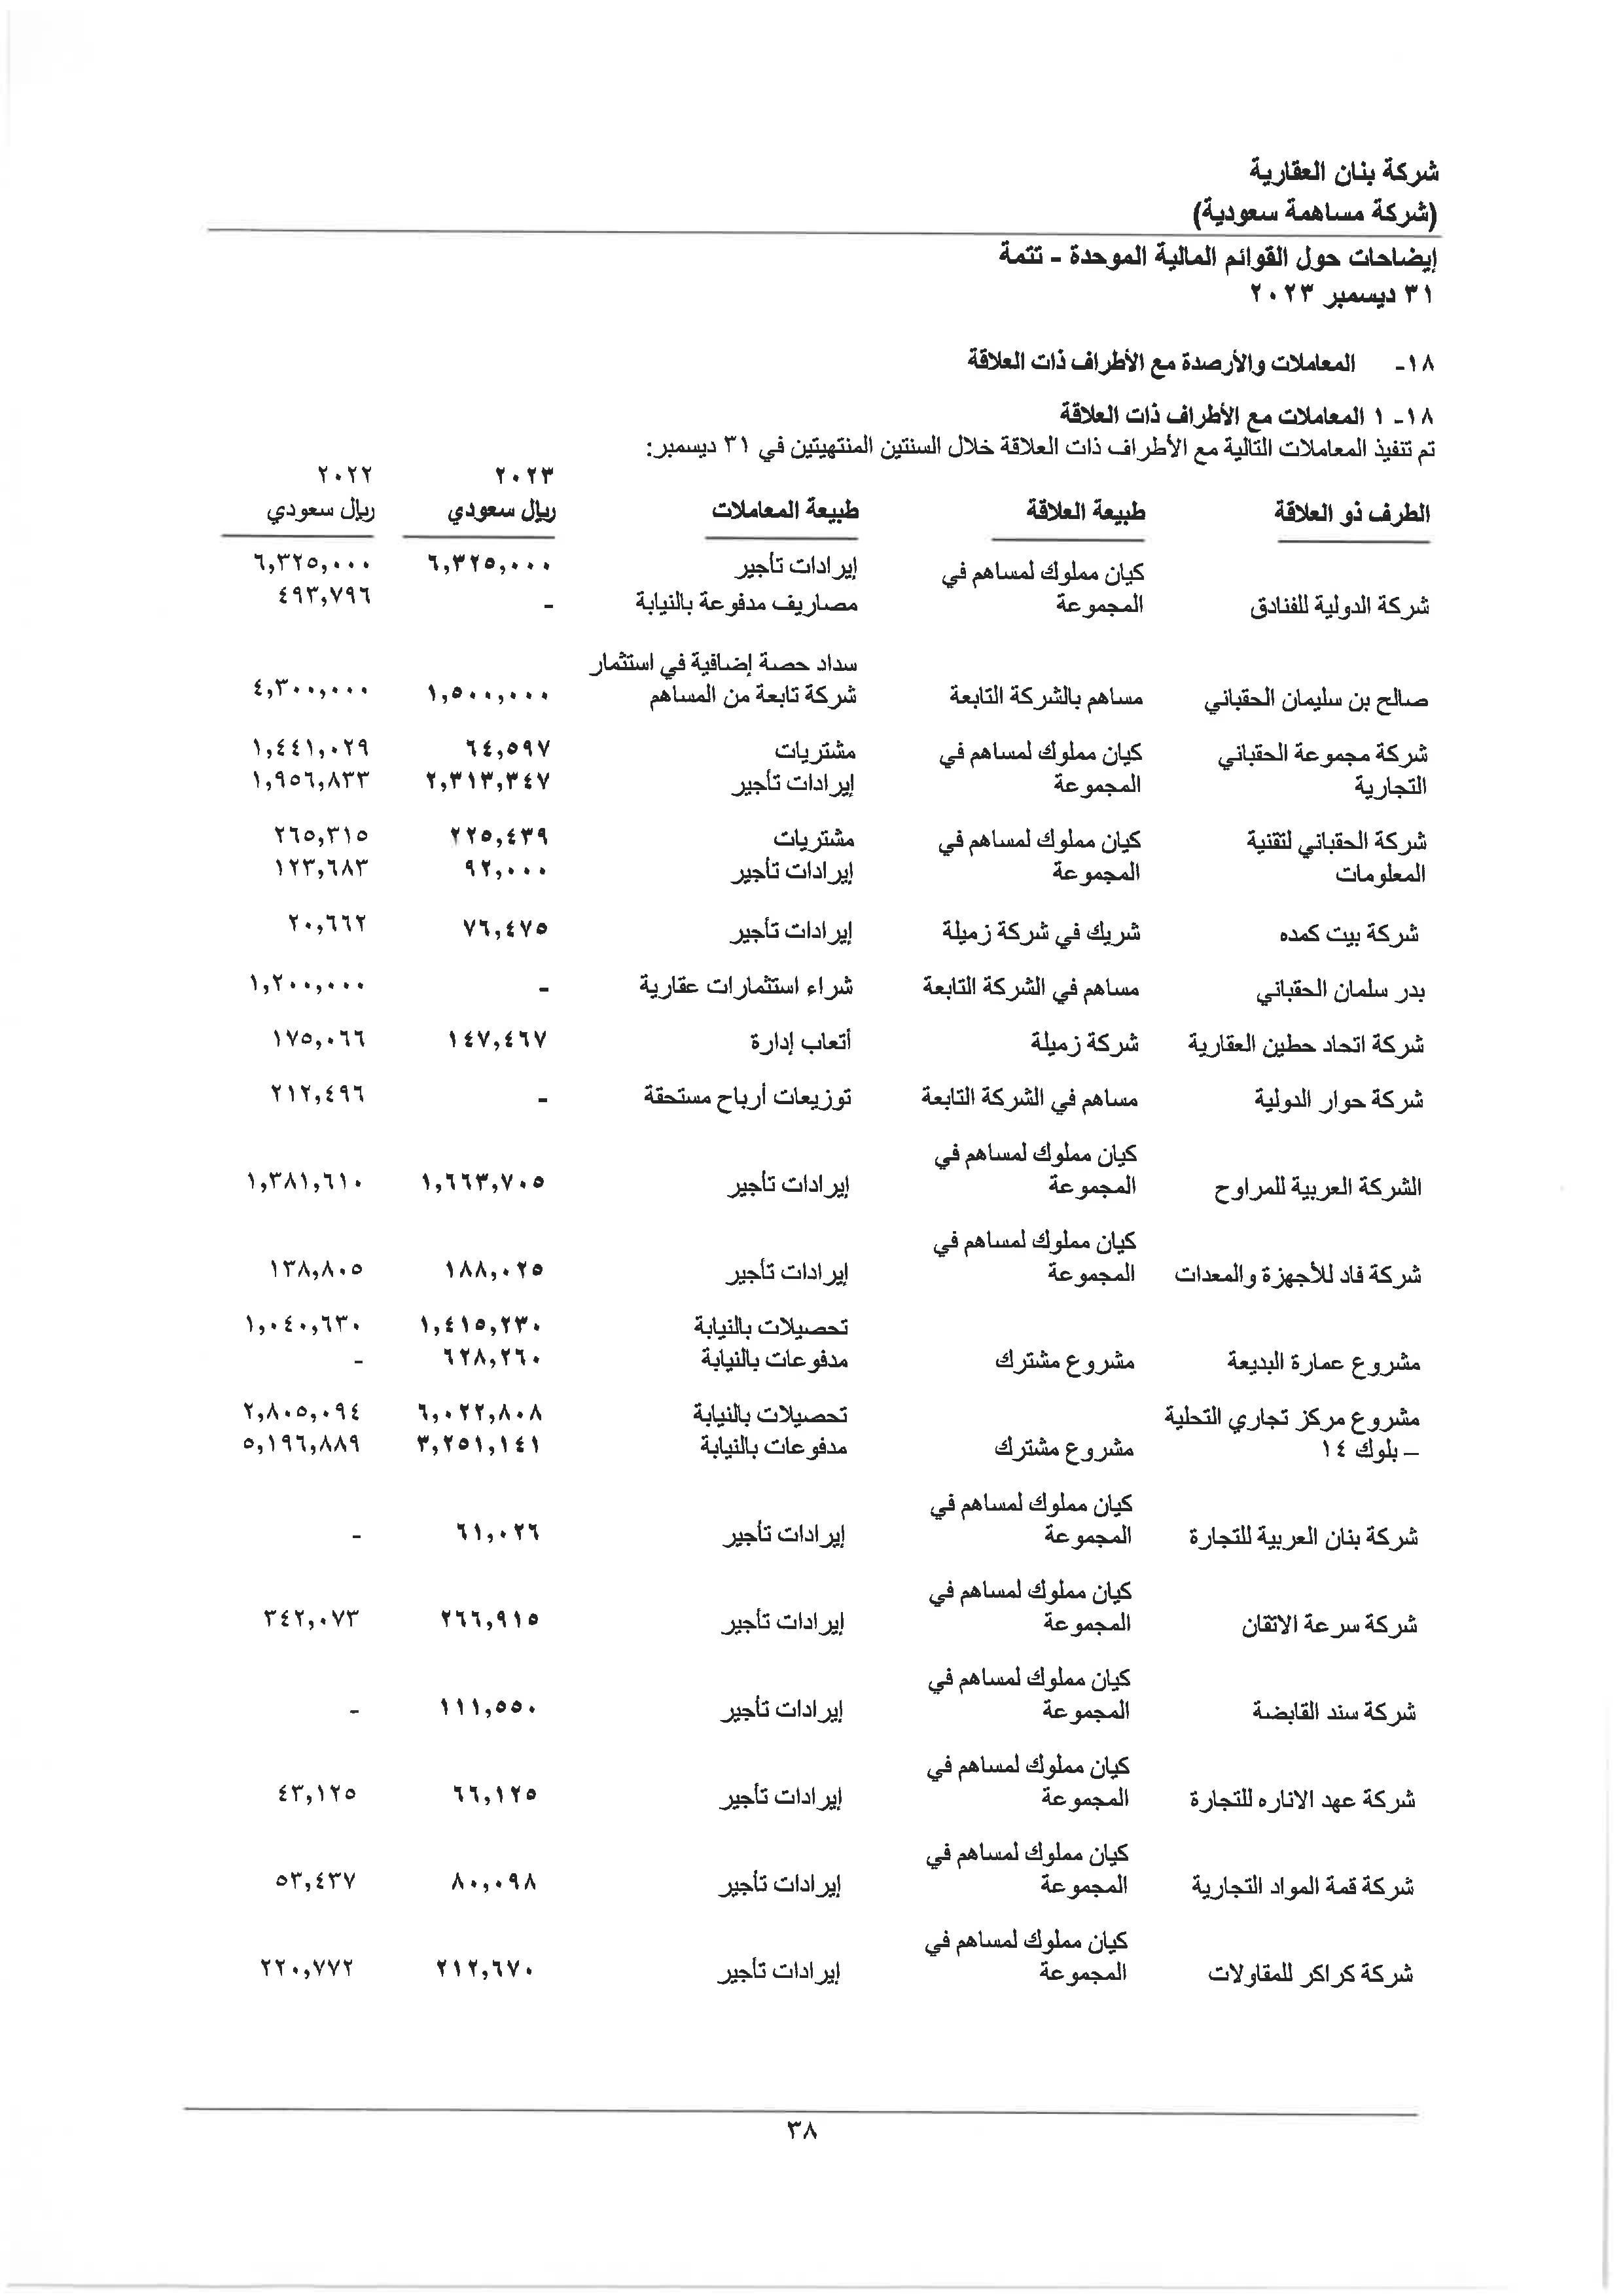 شركة بنان العقارية
(شركة مساهمة سعودية)
إيضاحات حول القوائم المالية الموحدة - تتمة
٣١ ديسمبر ٢٠٢٣
١٨- المعاملات والأرصدة مع الأطراف ذات العلاقة
١٨- ١ المعاملات مع الأطراف ذات العلاقة
تم تنفيذ المعاملات التالية مع الأطراف ذات العلاقة خلال السنتين المنتهيتين في ٣١ ديسمبر:
٢٠٢٣ ٢٠٢٢
الطرف ذو العلاقة طبيعة العلاقة طبيعة المعاملات ريال سعودي ريال سعودي
كيان مملوك لمساهم في إيرادات تأجير ٦,٣٢٥,٠٠٠ ٦,٣٢٥,٠٠٠
شركة الدولية للفنادق المجموعة مصاريف مدفوعة بالنيابة - ٤٩٣,٧٩٦
سداد حصة إضافية في استثمار
صالح بن سليمان الحقباني مساهم بالشركة التابعة شركة تابعة من المساهم ١,٥٠٠,٠٠٠ ٤,٣٠٠,٠٠٠
شركة مجموعة الحقباني كيان مملوك لمساهم في مشتريات ٦٤,٥٩٧ ١,٤٤١,٠٢٩
التجارية المجموعة إيرادات تأجير ٢,٣١٣,٣٤٧ ١,٩٥٦,٨٣٣
شركة الحقباني لتقنية كيان مملوك لمساهم في مشتريات ٢٢٥,٤٣٩ ٢٦٥,٣١٥
المعلومات المجموعة إيرادات تأجير ٩٢,٠٠٠ ١٢٣,٦٨٣
شركة بيت كمده شريك في شركة زميلة إيرادات تأجير ٧٦,٤٧٥ ٢٠,٦٦٢
بدر سلمان الحقباني مساهم في الشركة التابعة شراء استثمارات عقارية - ١,٢٠٠,٠٠٠
شركة اتحاد حطين العقارية شركة زميلة أتعاب إدارة ١٤٧,٤٦٧ ١٧٥,٠٦٦
شركة حوار الدولية مساهم في الشركة التابعة توزيعات أرباح مستحقة - ٢١٢,٤٩٦
كيان مملوك لمساهم في
الشركة العربية للمراوح المجموعة إيرادات تأجير ١,٦٦٣,٧٠٥ ١,٣٨١,٦١٠
كيان مملوك لمساهم في
شركة فاد للأجهزة والمعدات المجموعة إيرادات تأجير ١٨٨,٠٢٥ ١٣٨,٨٠٥
تحصيلات بالنيابة ١,٤١٥,٢٣٠ ١,٠٤٠,٦٣٠
مشروع عمارة البديعة مشروع مشترك مدفوعات بالنيابة ٦٢٨,٢٦٠ -
مشروع مركز تجاري التحلية تحصيلات بالنيابة ٦,٠٢٢,٨٠٨ ٢,٨٠٥,٠٩٤
– بلوك ١٤ مشروع مشترك مدفوعات بالنيابة ٣,٢٥١,١٤١ ٥,١٩٦,٨٨٩
كيان مملوك لمساهم في
شركة بنان العربية للتجارة المجموعة إيرادات تأجير ٦١,٠٢٦ -
كيان مملوك لمساهم في
شركة سرعة الاتقان المجموعة إيرادات تأجير ٢٦٦,٩١٥ ٣٤٢,٠٧٣
كيان مملوك لمساهم في
شركة سند القابضة المجموعة إيرادات تأجير ١١١,٥٥٠ -
كيان مملوك لمساهم في
شركة عهد الاناره للتجارة المجموعة إيرادات تأجير ٦٦,١٢٥ ٤٣,١٢٥
كيان مملوك لمساهم في
شركة قمة المواد التجارية المجموعة إيرادات تأجير ٨٠,٠٩٨ ٥٣,٤٣٧
كيان مملوك لمساهم في
شركة كراكر للمقاولات المجموعة إيرادات تأجير ٢١٢,٦٧٠ ٢٢٠,٧٧٢
٣٨